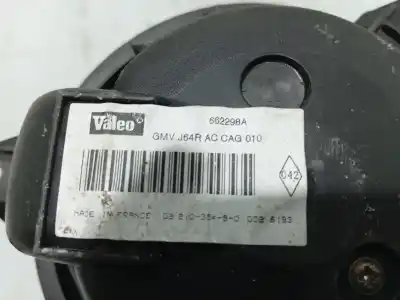 Valeo
662298A
GMV J64R AC CAG 010
042
MADE IN FRANCE